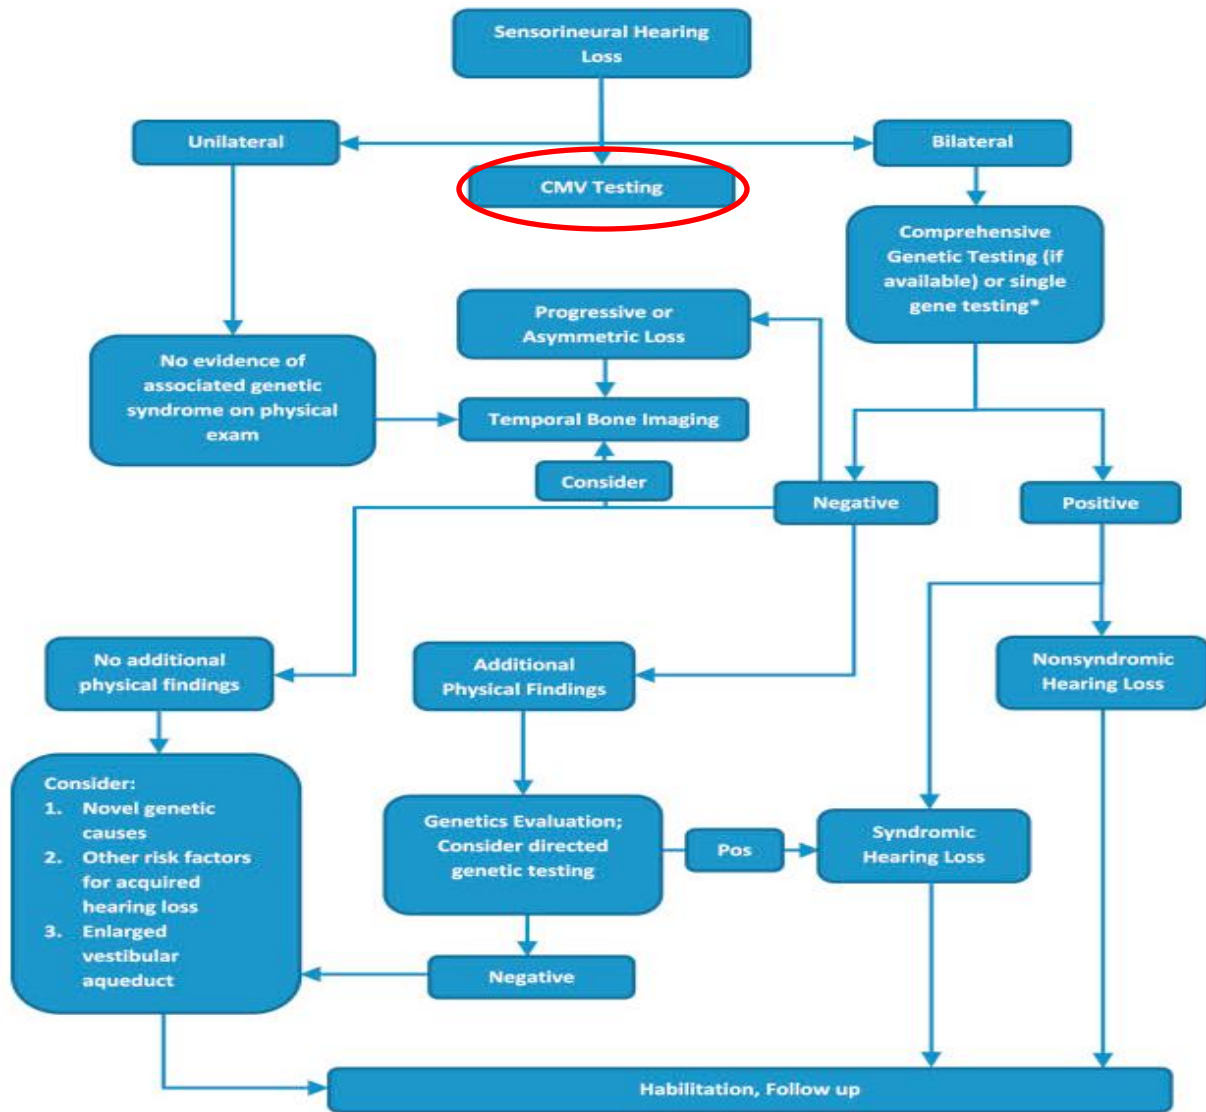 Sensorineural Hearing
Loss
Unilateral
Bilateral
CMV Testing
Comprehensive
Genetic Testing (if
available) or single
gene testing*
Progressive or
Asymmetric Loss
No evidence of
associated genetic
syndrome on physical
exam
Temporal Bone Imaging
Consider
Negative
Positive
No additional
physical findings
Additional
Physical Findings
Nonsyndromic
Hearing Loss
Consider:
1. Novel genetic
causes
2. Other risk factors
for acquired
hearing loss
3. Enlarged
vestibular
aqueduct
Genetics Evaluation;
Consider directed
genetic testing
Pos
Syndromic
Hearing Loss
Negative
Habilitation, Follow up